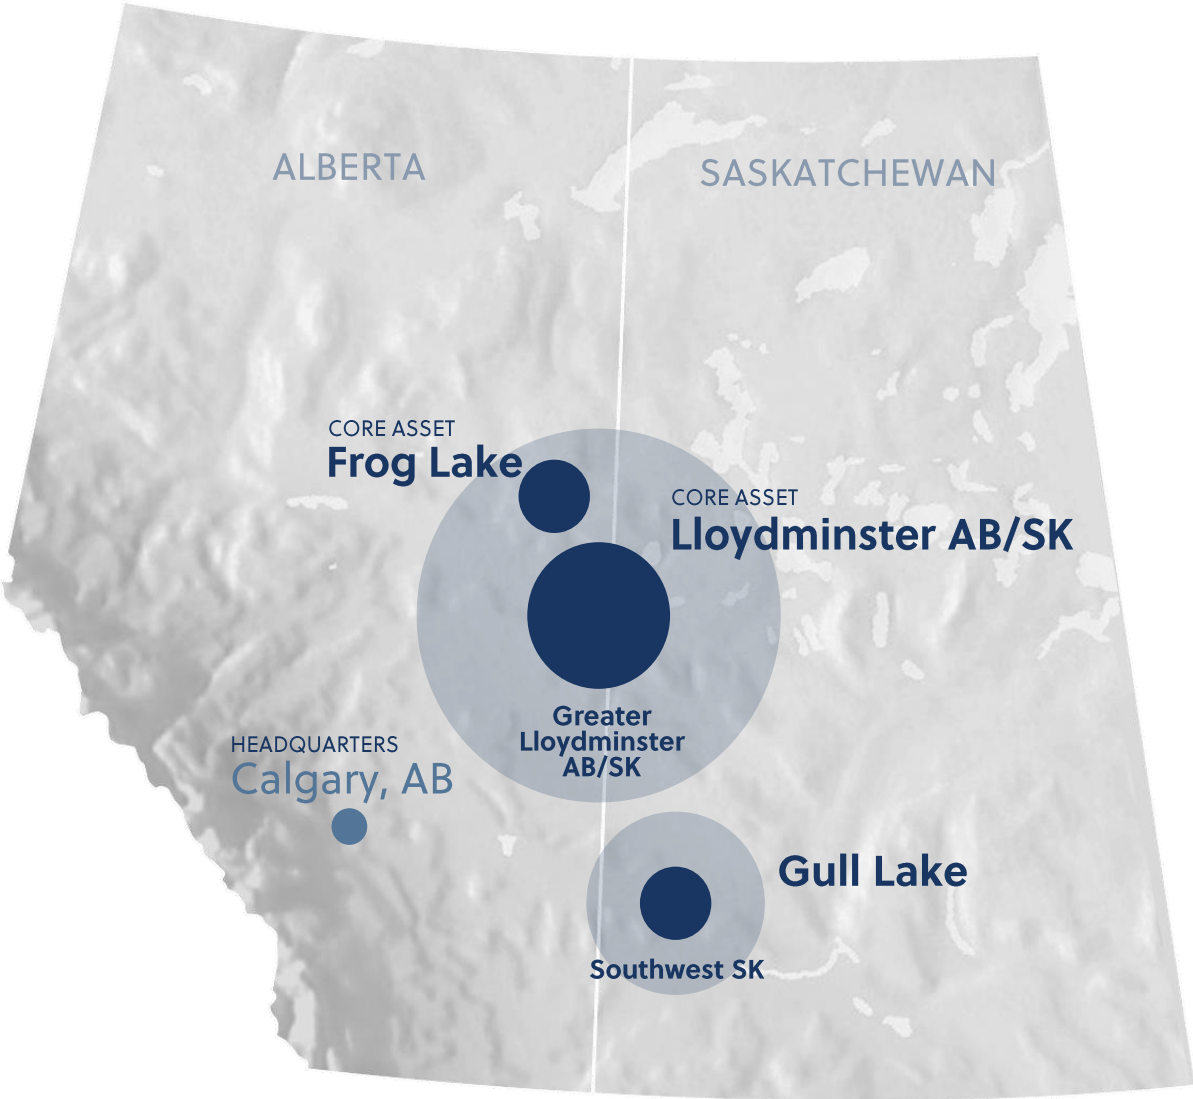 ALBERTA
SASKATCHEWAN
CORE ASSET
Frog Lake
CORE ASSET
Lloydminster AB/SK
Greater
Lloydminster
AB/SK
HEADQUARTERS
Calgary, AB
Gull Lake
Southwest SK